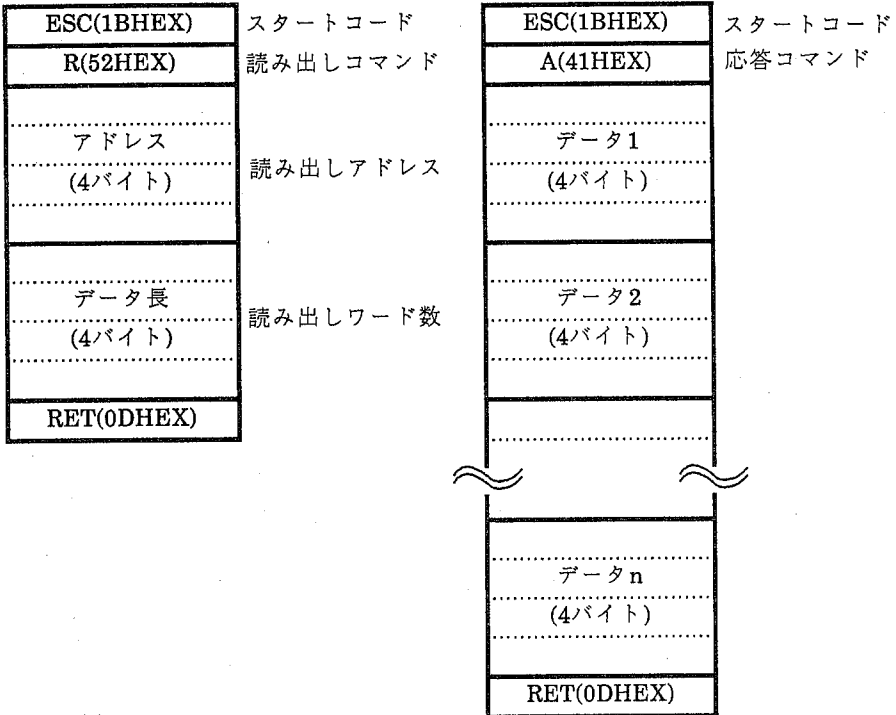 ESC(1BHEX)
スタートコード
R(52HEX)
読み出しコマンド
アドレス
(4バイト)
読み出しアドレス
データ長
(4バイト)
読み出しワード数
RET(0DHEX)
ESC(1BHEX)
スタートコード
A(41HEX)
応答コマンド
データ1
(4バイト)
データ2
(4バイト)
データn
(4バイト)
RET(0DHEX)